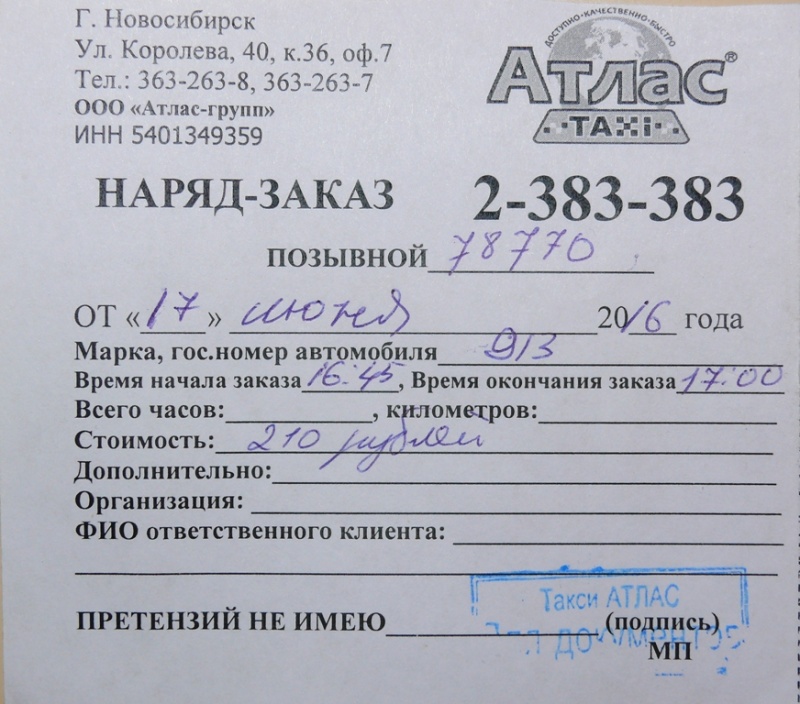 Г. Новосибирск
Ул. Королева, 40, к.36, оф.7
Тел.: 363-263-8, 363-263-7
ООО «Атлас-групп»
ИНН 5401349359
ДОСТУПНО•КАЧЕСТВЕННО•БЫСТРО
Атлас®
TAXi
НАРЯД-ЗАКАЗ 2-383-383
ПОЗЫВНОЙ 78770
ОТ «17» июня 2016 года
Марка, гос.номер автомобиля 913
Время начала заказа 16:45, Время окончания заказа 17:00
Всего часов:, километров:
Стоимость: 210 рублей
Дополнительно:
Организация:
ФИО ответственного клиента:
Такси АТЛАС
ПРЕТЕНЗИЙ НЕ ИМЕЮ (подпись)
МП